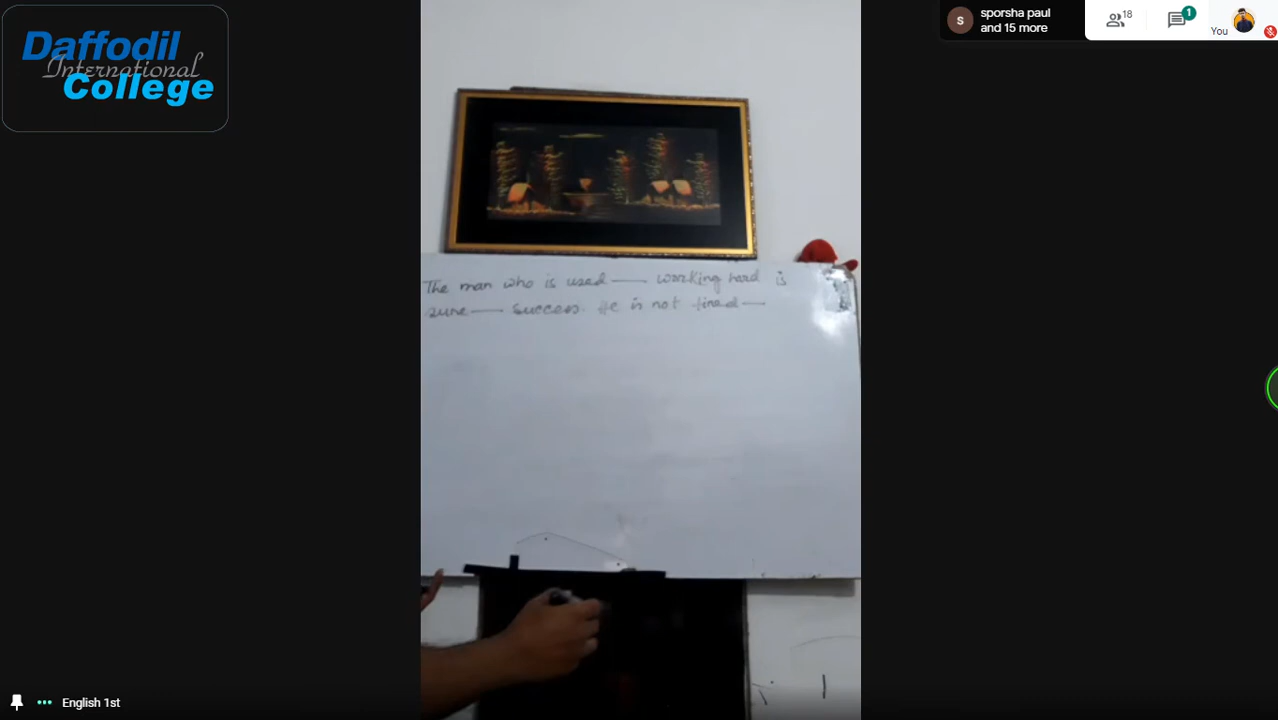 Daffodil
International
College
sporsha paul
and 15 more
18
1
You
The man who is used — working hard is
sure — success. He is not tired —
English 1st